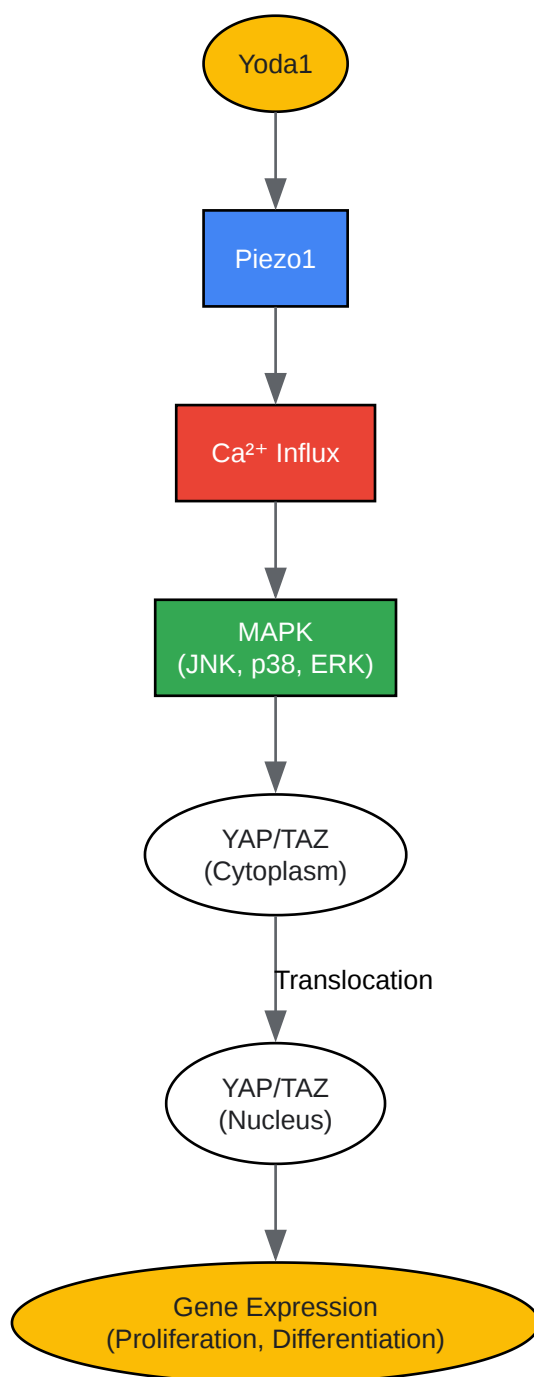 Yoda1
Piezo1
Ca²⁺ Influx
MAPK
(JNK, p38, ERK)
YAP/TAZ
(Cytoplasm)
Translocation
YAP/TAZ
(Nucleus)
Gene Expression
(Proliferation, Differentiation)